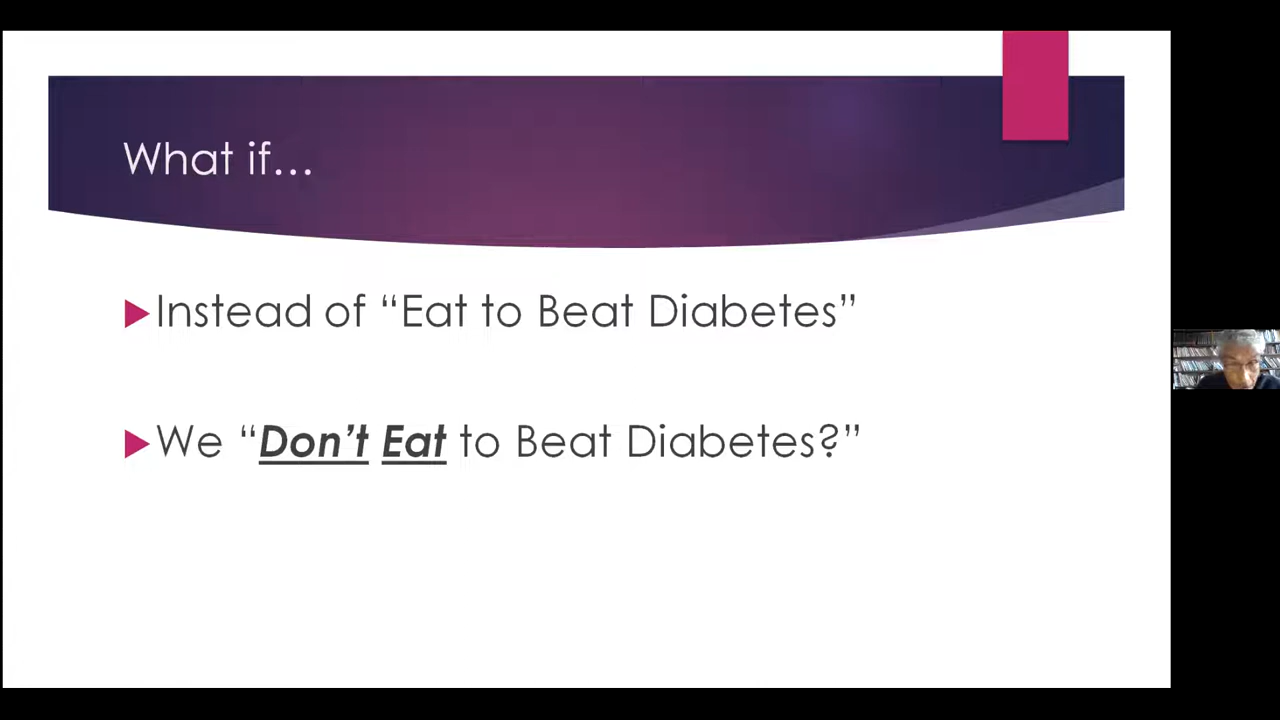 What if…
Instead of “Eat to Beat Diabetes”
We “Don’t Eat to Beat Diabetes?”